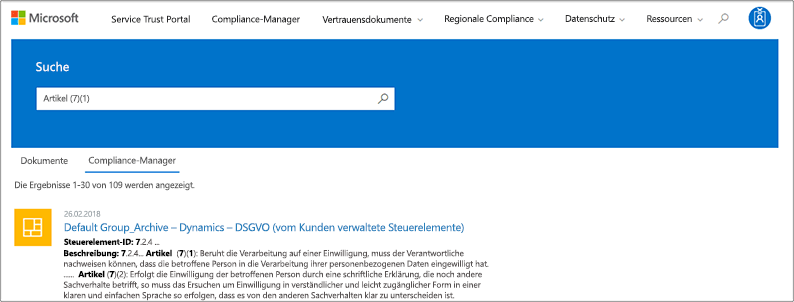 Microsoft Service Trust Portal Compliance-Manager Vertrauensdokumente Regionale Compliance Datenschutz Ressourcen
Suche
Artikel (7)(1)
Dokumente Compliance-Manager
Die Ergebnisse 1-30 von 109 werden angezeigt.
26.02.2018
Default Group_Archive – Dynamics – DSGVO (vom Kunden verwaltete Steuerelemente)
Steuerelement-ID: 7.2.4 ...
Beschreibung: 7.2.4... Artikel (7)(1): Beruht die Verarbeitung auf einer Einwilligung, muss der Verantwortliche
nachweisen können, dass die betroffene Person in die Verarbeitung ihrer personenbezogenen Daten eingewilligt hat.
...... Artikel (7)(2): Erfolgt die Einwilligung der betroffenen Person durch eine schriftliche Erklärung, die noch andere
Sachverhalte betrifft, so muss das Ersuchen um Einwilligung in verständlicher und leicht zugänglicher Form in einer
klaren und einfachen Sprache so erfolgen, dass es von den anderen Sachverhalten klar zu unterscheiden ist.